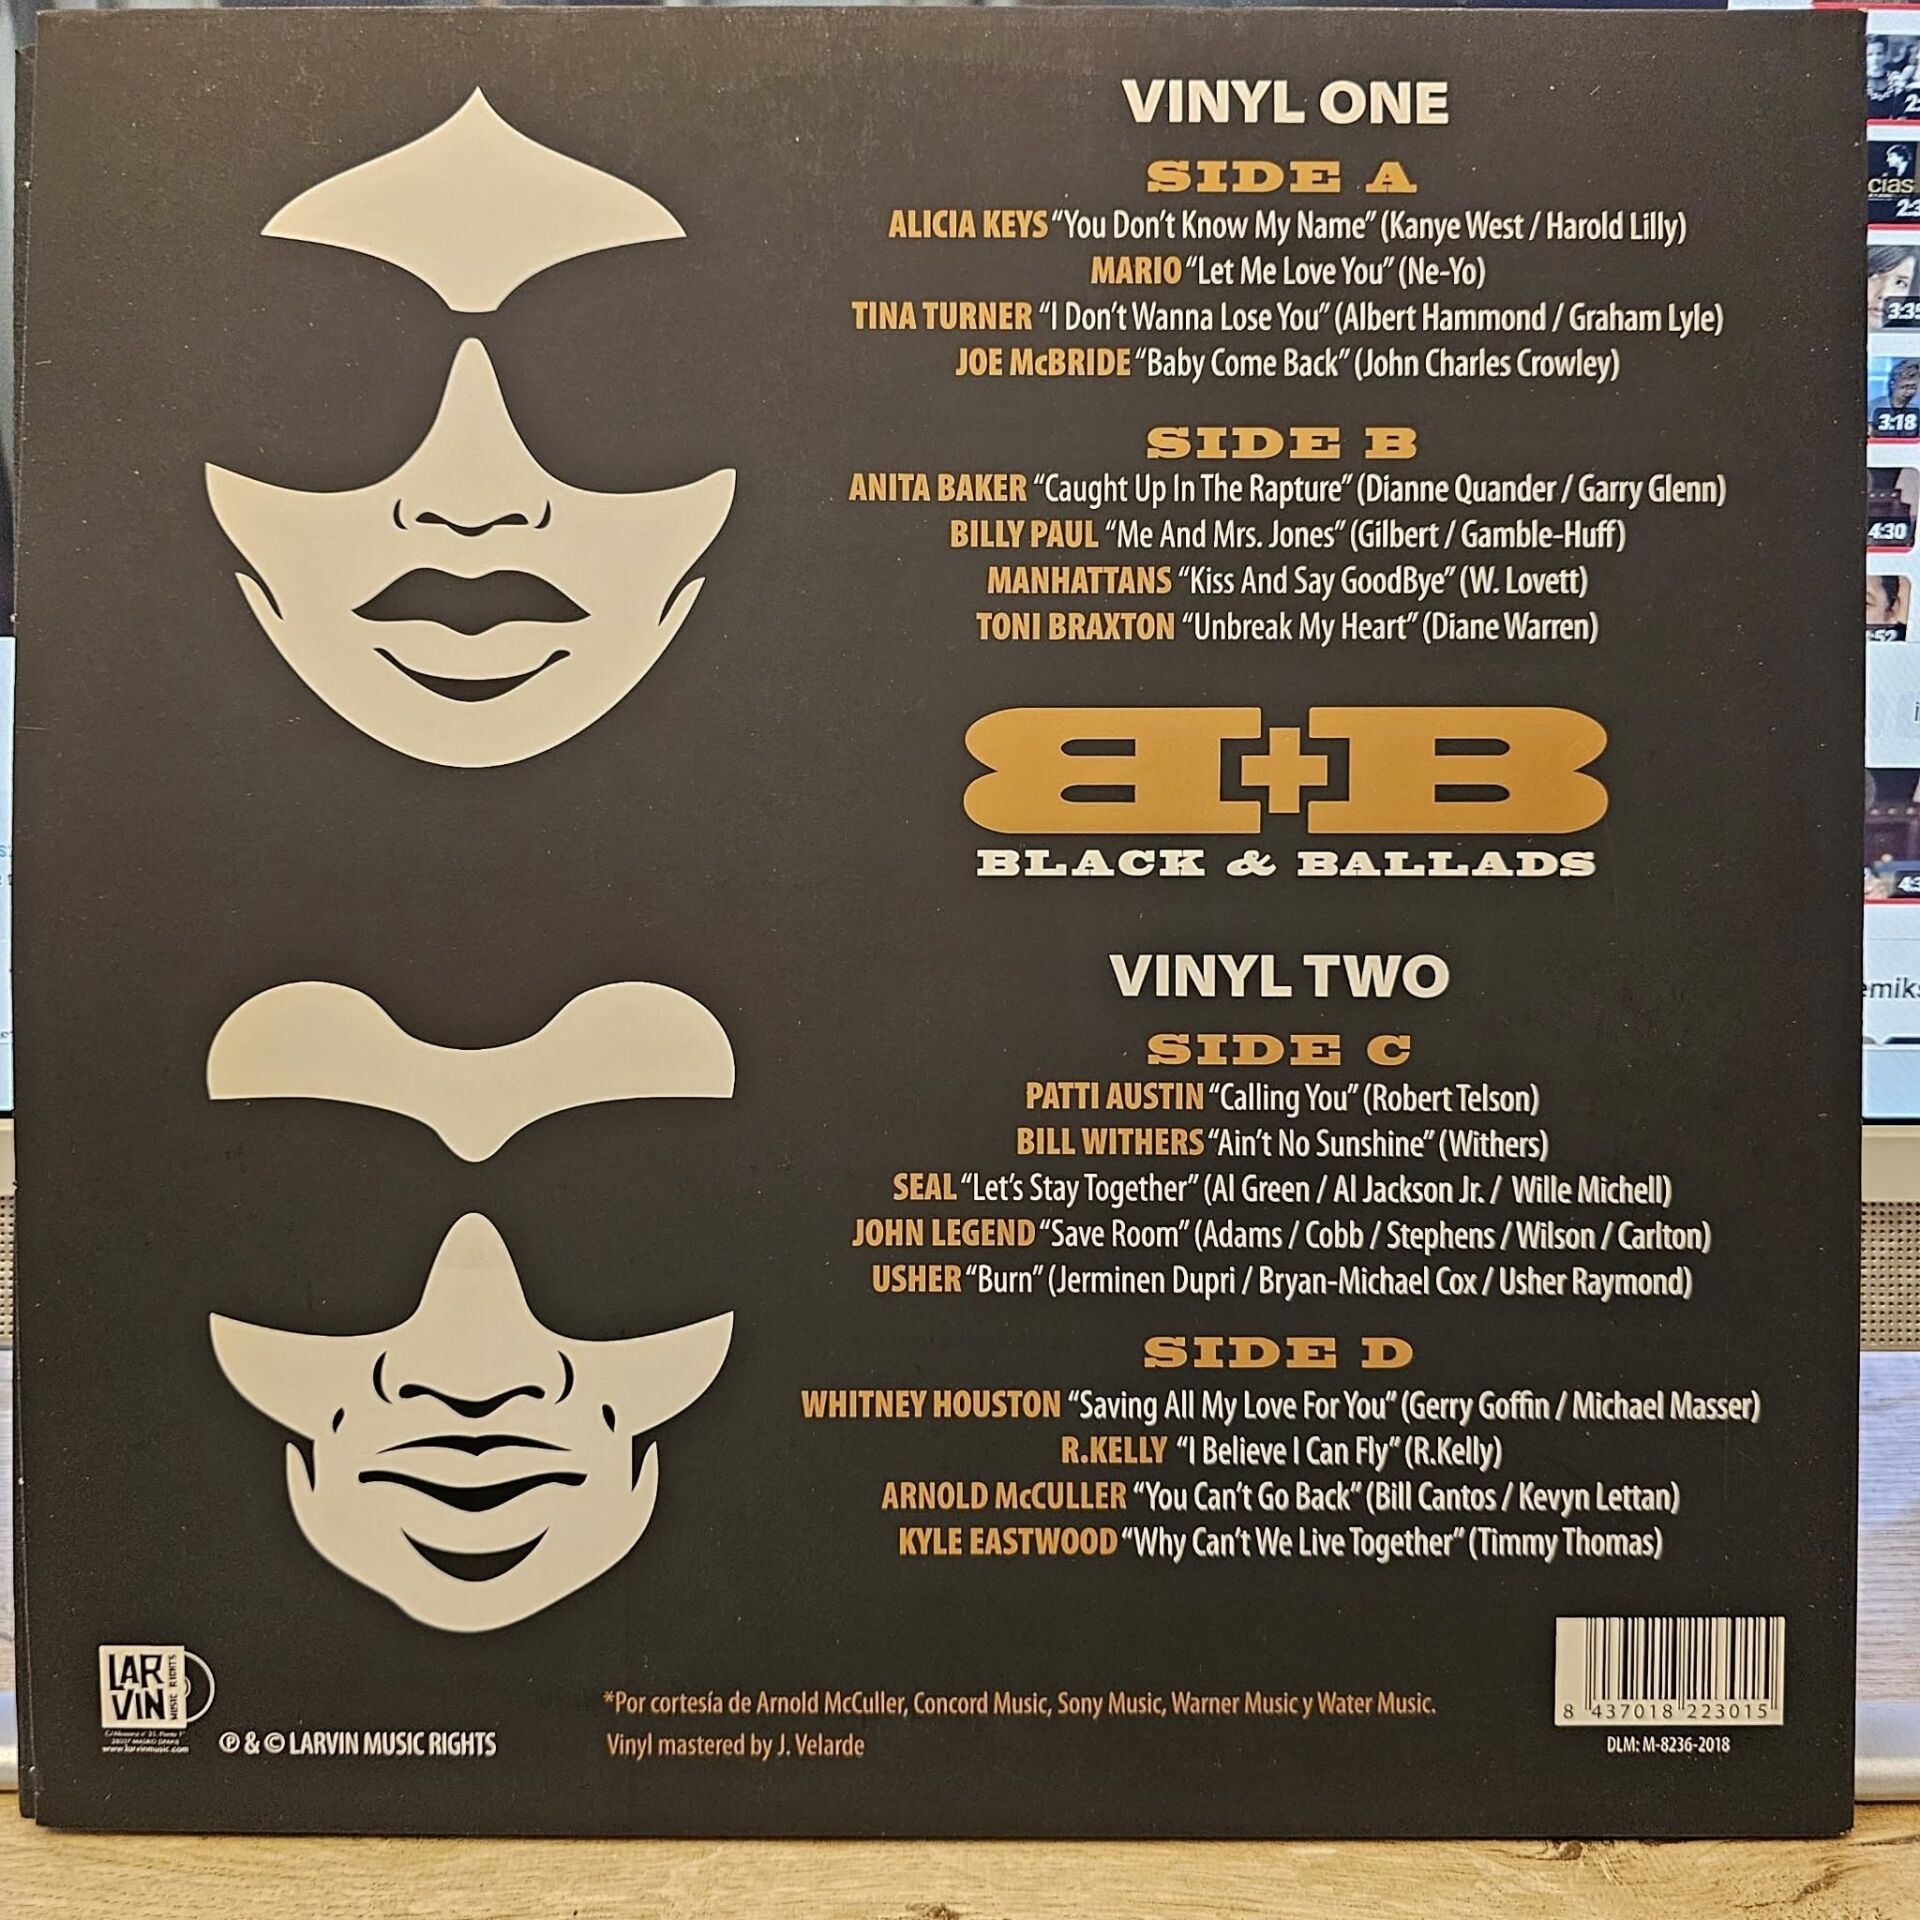 VINYL ONE
SIDE A
ALICIA KEYS “You Don’t Know My Name” (Kanye West / Harold Lilly)
MARIO “Let Me Love You” (Ne-Yo)
TINA TURNER “I Don’t Wanna Lose You” (Albert Hammond / Graham Lyle)
JOE McBRIDE “Baby Come Back” (John Charles Crowley)
SIDE B
ANITA BAKER “Caught Up In The Rapture” (Dianne Quander / Garry Glenn)
BILLY PAUL “Me And Mrs. Jones” (Gilbert / Gamble-Huff)
MANHATTANS “Kiss And Say GoodBye” (W. Lovett)
TONI BRAXTON “Unbreak My Heart” (Diane Warren)
B+B
BLACK & BALLADS
VINYL TWO
SIDE C
PATTI AUSTIN “Calling You” (Robert Telson)
BILL WITHERS “Ain’t No Sunshine” (Withers)
SEAL “Let’s Stay Together” (Al Green / Al Jackson Jr. / Wille Michell)
JOHN LEGEND “Save Room” (Adams / Cobb / Stephens / Wilson / Carlton)
USHER “Burn” (Jerminen Dupri / Bryan-Michael Cox / Usher Raymond)
SIDE D
WHITNEY HOUSTON “Saving All My Love For You” (Gerry Goffin / Michael Masser)
R.KELLY “I Believe I Can Fly” (R.Kelly)
ARNOLD McCULLER “You Can’t Go Back” (Bill Cantos / Kevyn Lettan)
KYLE EASTWOOD “Why Can’t We Live Together” (Timmy Thomas)
LAR
VIN
MUSIC RIGHTS
www.larvinmusic.com
℗ & © LARVIN MUSIC RIGHTS
*Por cortesía de Arnold McCuller, Concord Music, Sony Music, Warner Music y Water Music.
Vinyl mastered by J. Velarde
8 437018 223015
DLM: M-8236-2018
cias
3:18
4:30